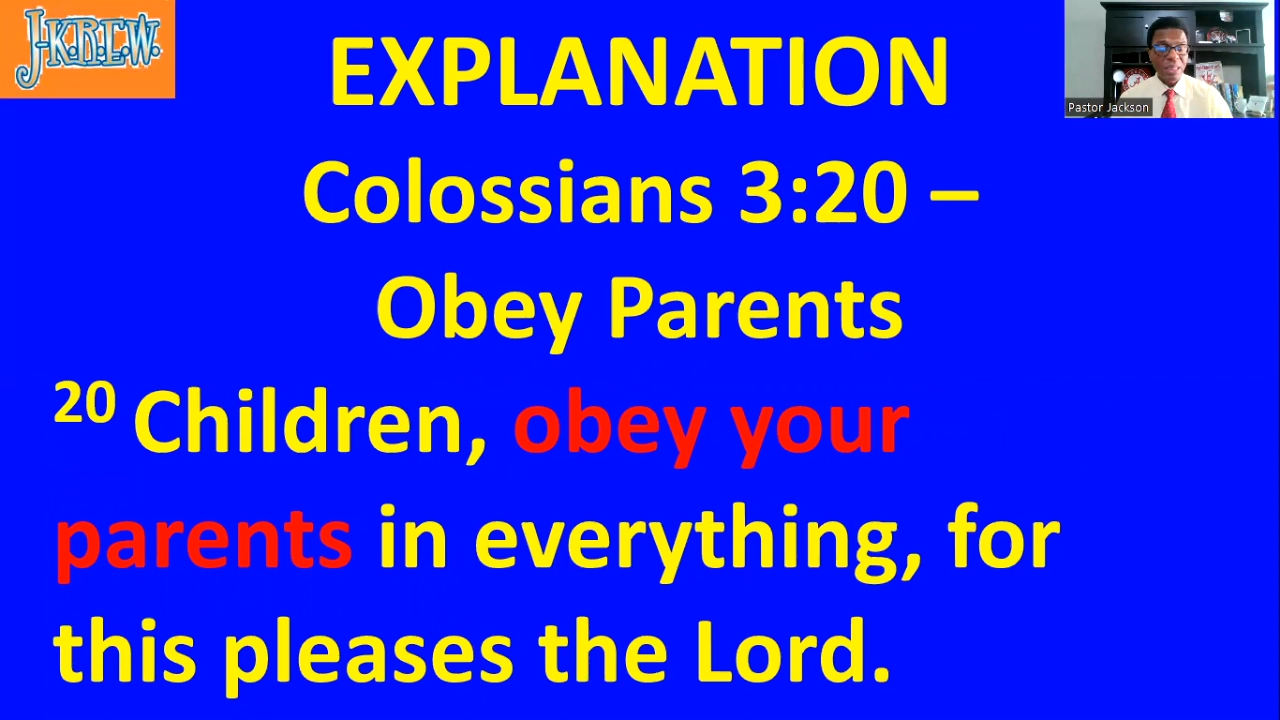 J-K.R.E.W.
EXPLANATION
Pastor Jackson
Colossians 3:20 –
Obey Parents
20 Children, obey your
parents in everything, for
this pleases the Lord.